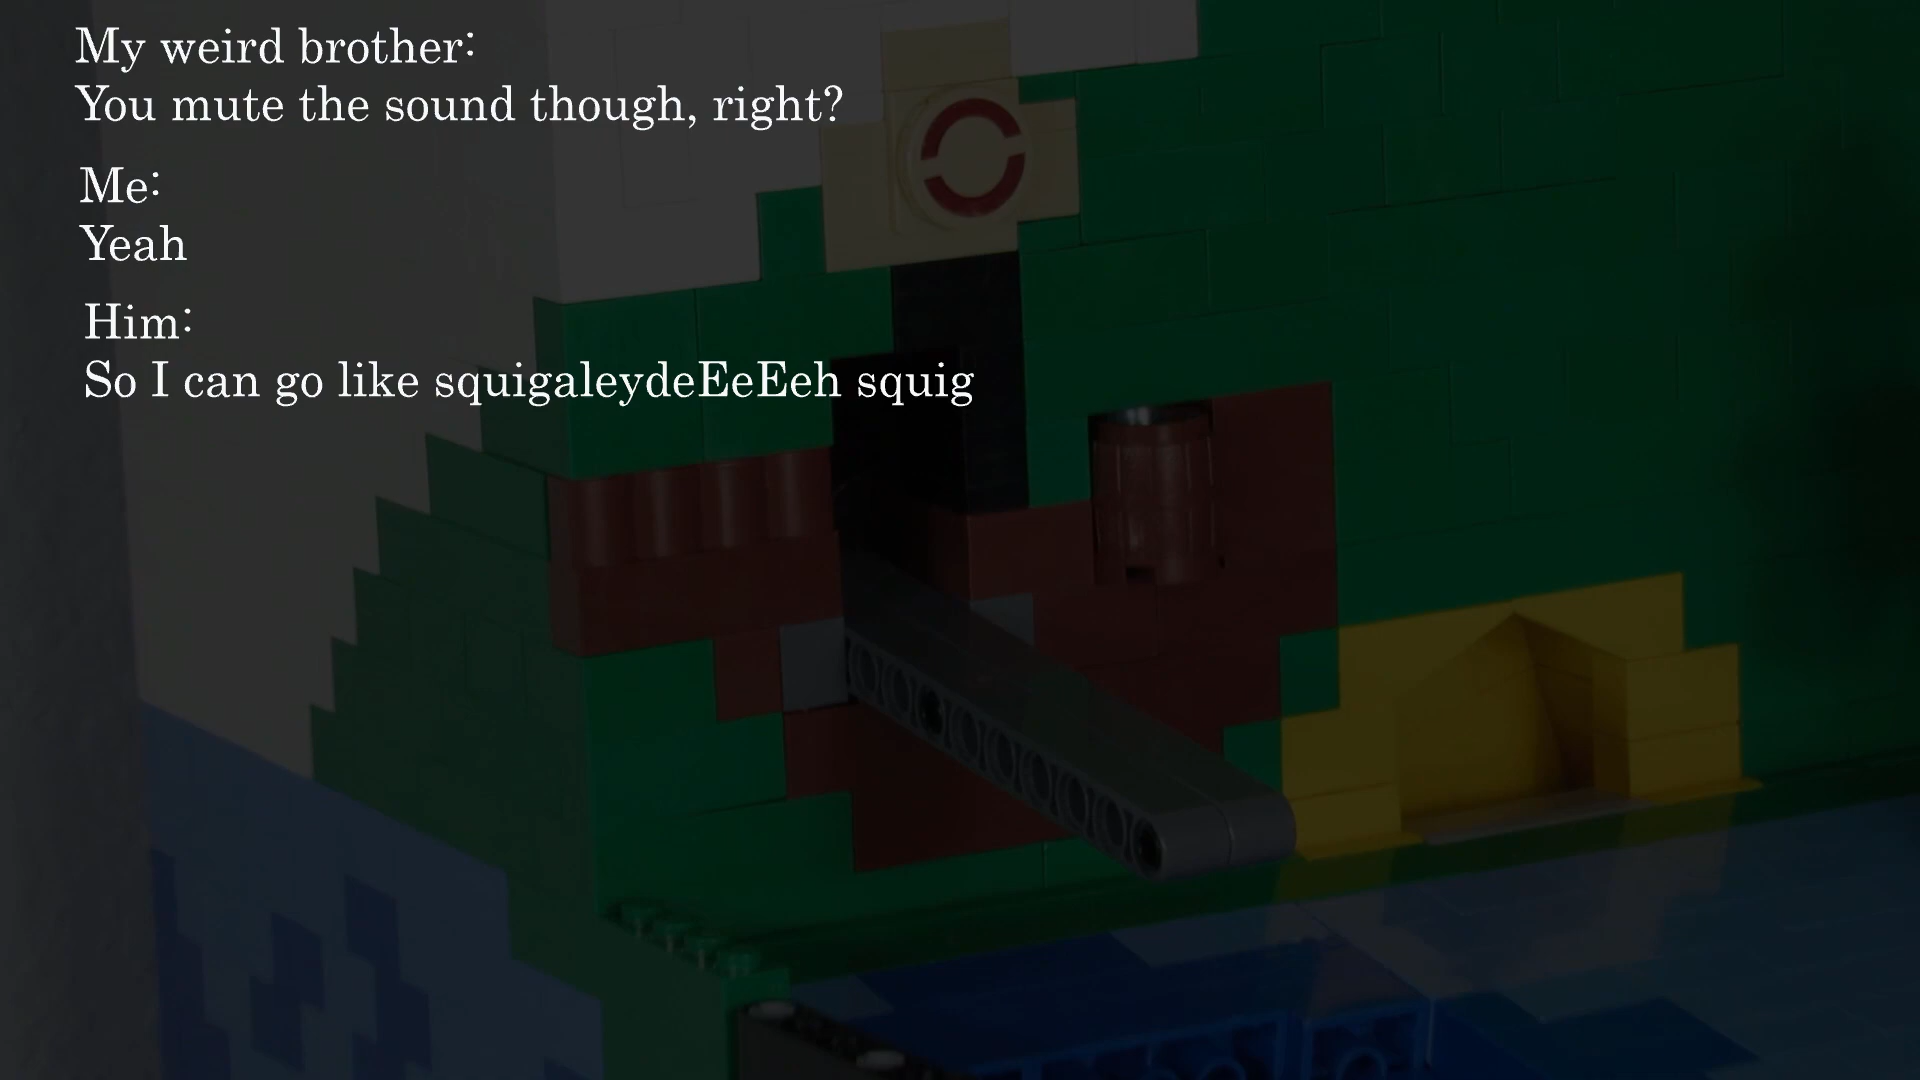 My weird brother:
You mute the sound though, right?
Me:
Yeah
Him:
So I can go like squigaleydeEeEeh squig